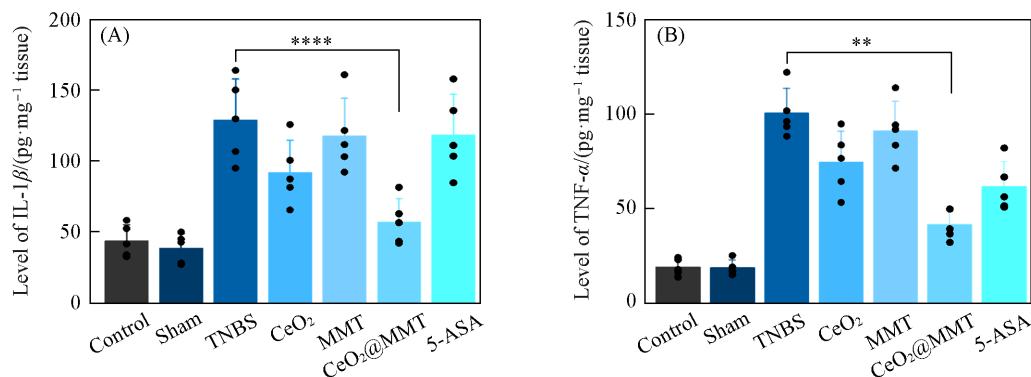 (A)
Level of IL-1β/(pg·mg⁻¹ tissue)
200
150
100
50
0
****
Control
Sham
TNBS
CeO₂
MMT
CeO₂@MMT
5-ASA
(B)
Level of TNF-α/(pg·mg⁻¹ tissue)
150
100
50
0
**
Control
Sham
TNBS
CeO₂
MMT
CeO₂@MMT
5-ASA